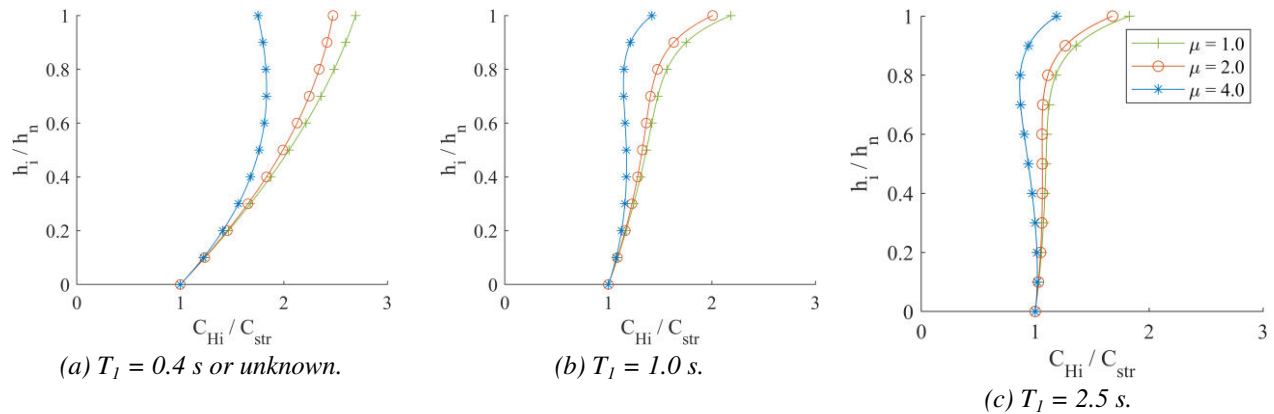 1
0.8
0.6
0.4
0.2
0
h_i / h_n
0 1 2 3
C_Hi / C_str
(a) T_1 = 0.4 s or unknown.
1
0.8
0.6
0.4
0.2
0
h_i / h_n
0 1 2 3
C_Hi / C_str
(b) T_1 = 1.0 s.
1
0.8
0.6
0.4
0.2
0
h_i / h_n
μ = 1.0
μ = 2.0
μ = 4.0
0 1 2 3
C_Hi / C_str
(c) T_1 = 2.5 s.